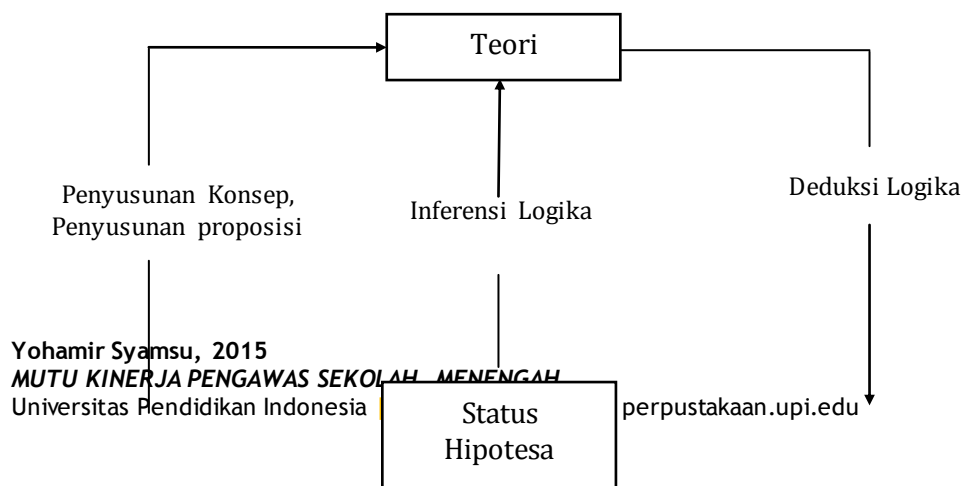 Teori
Penyusunan Konsep,
Penyusunan proposisi
Inferensi Logika
Deduksi Logika
Yohamir Syamsu, 2015
MUTU KINERJA PENGAWAS SEKOLAH MENENGAH
Universitas Pendidikan Indonesia perpustakaan.upi.edu
Status
Hipotesa